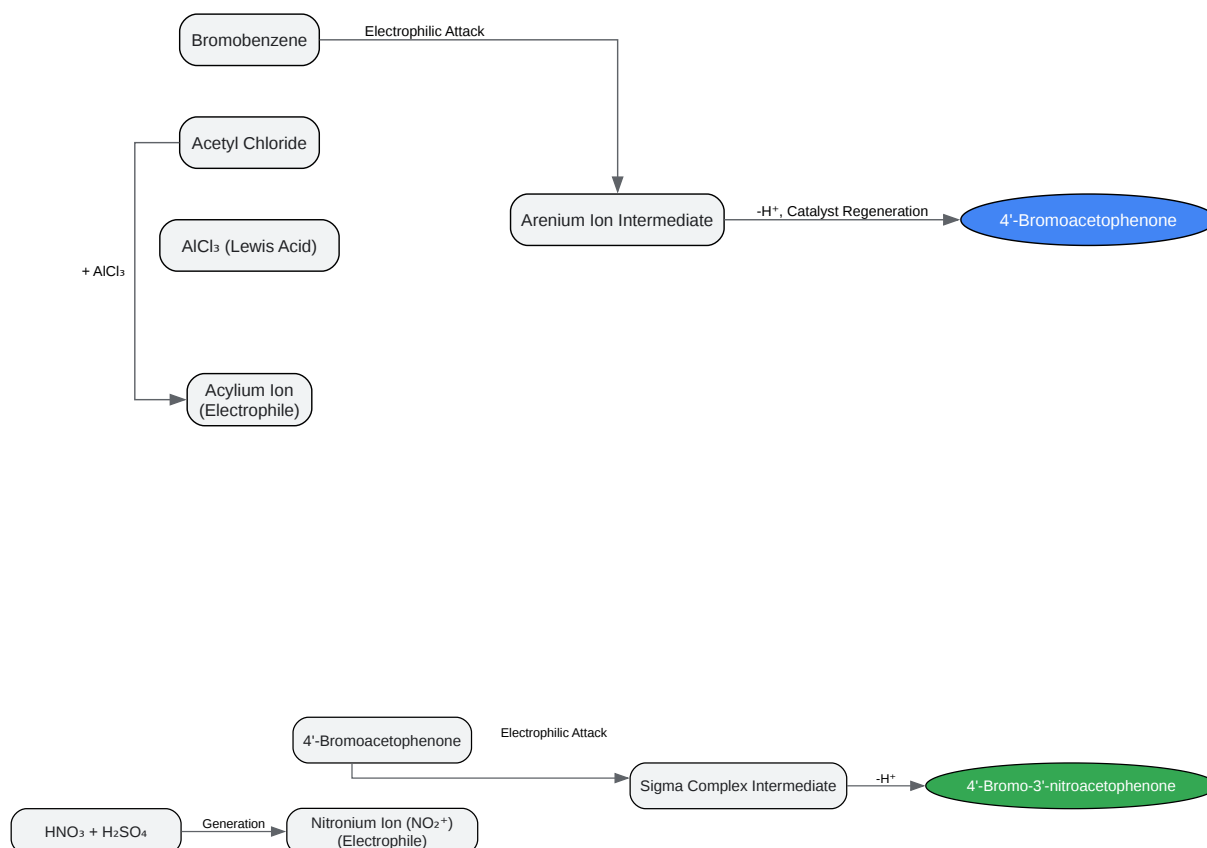 Bromobenzene
Electrophilic Attack
Acetyl Chloride
Arenium Ion Intermediate
-H⁺, Catalyst Regeneration
4'-Bromoacetophenone
AlCl₃ (Lewis Acid)
+ AlCl₃
Acylium Ion
(Electrophile)
4'-Bromoacetophenone
Electrophilic Attack
Sigma Complex Intermediate
-H⁺
4'-Bromo-3'-nitroacetophenone
HNO₃ + H₂SO₄
Generation
Nitronium Ion (NO₂⁺)
(Electrophile)